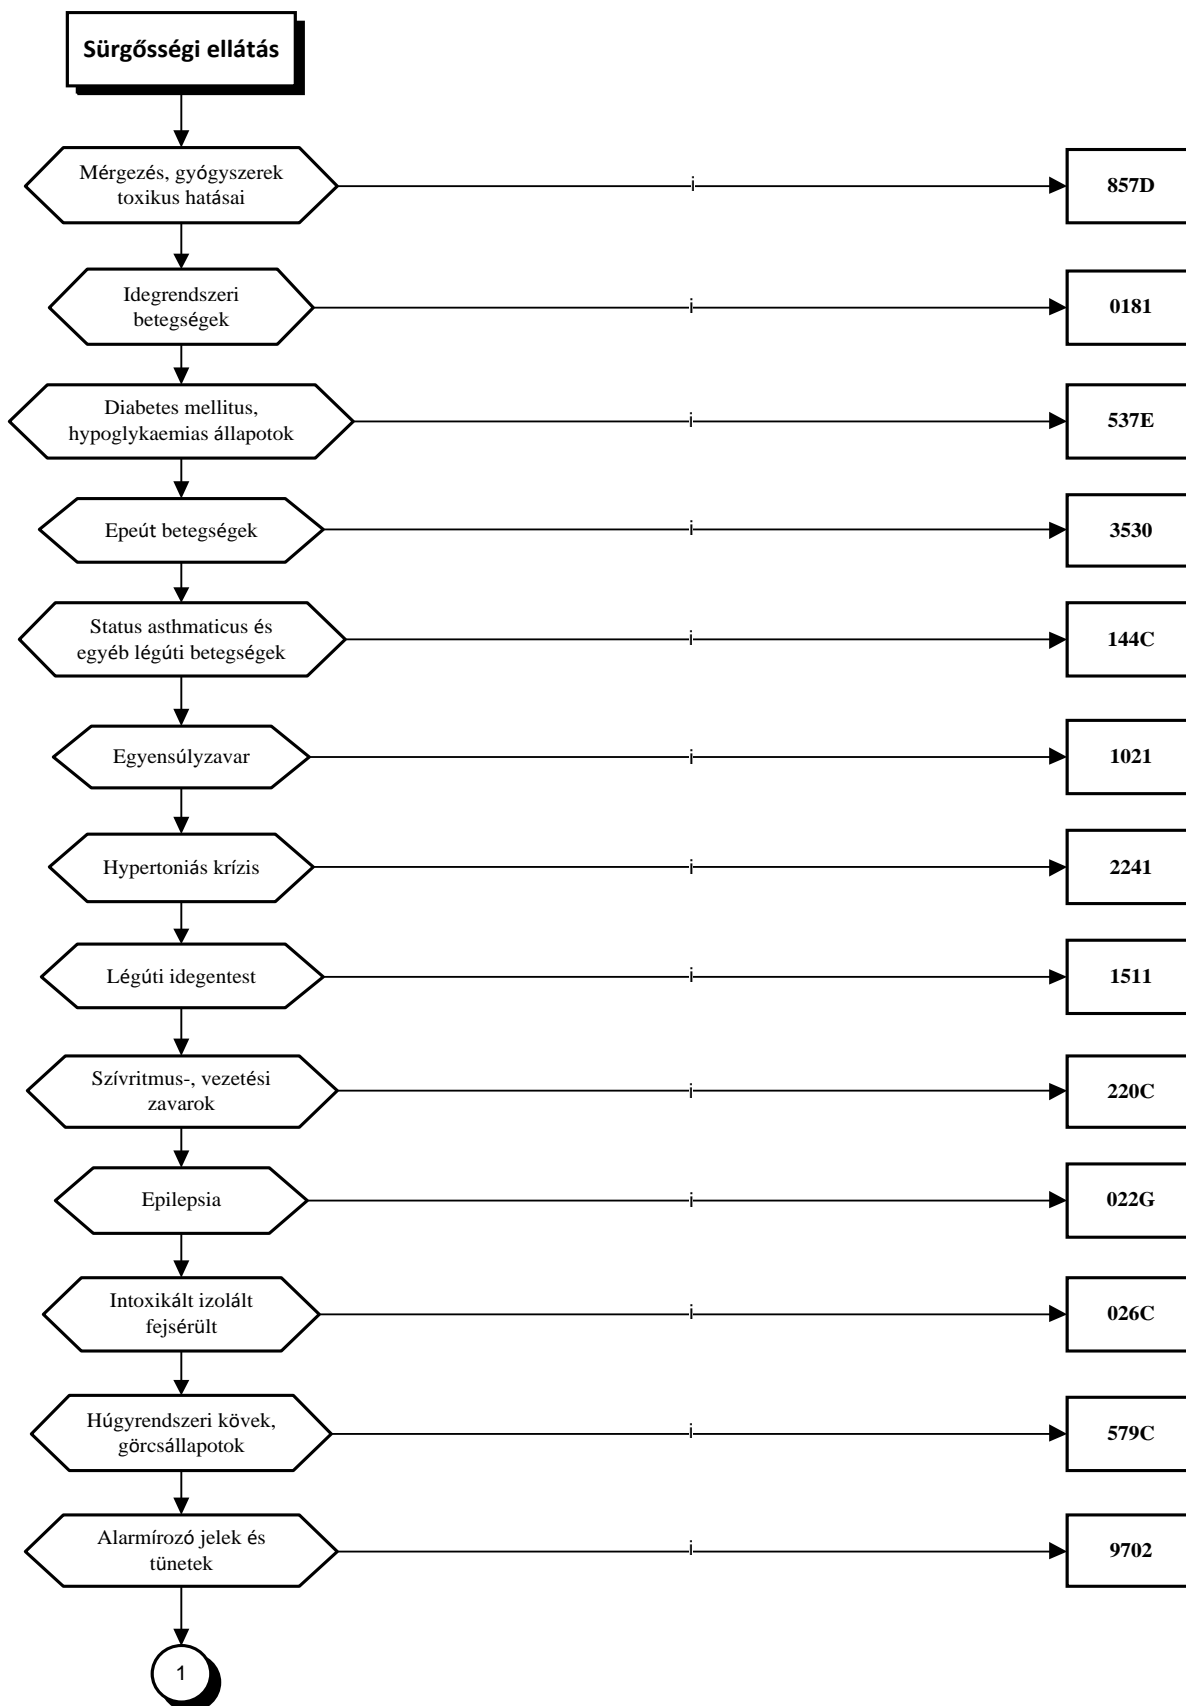 Sürgősségi ellátás
Mérgezés, gyógyszerek
toxikus hatásai
i
857D
Idegrendszeri
betegségek
i
0181
Diabetes mellitus,
hypoglykaemias állapotok
i
537E
Epeút betegségek
i
3530
Status asthmaticus és
egyéb légúti betegségek
i
144C
Egyensúlyzavar
i
1021
Hypertoniás krízis
i
2241
Légúti idegentest
i
1511
Szívritmus-, vezetési
zavarok
i
220C
Epilepsia
i
022G
Intoxikált izolált
fejsérült
i
026C
Húgyrendszeri kövek,
görcsállapotok
i
579C
Alarmírozó jelek és
tünetek
i
9702
1